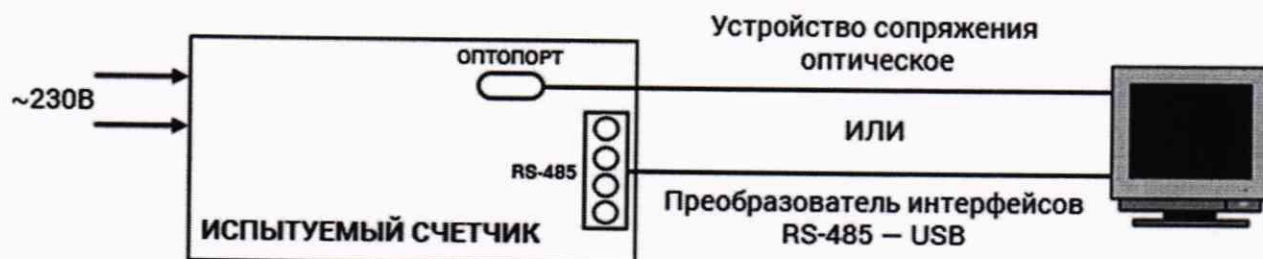 Устройство сопряжения
оптическое
ОПТОПОРТ
~230В
ИЛИ
RS-485
Преобразователь интерфейсов
RS-485 – USB
ИСПЫТУЕМЫЙ СЧЕТЧИК